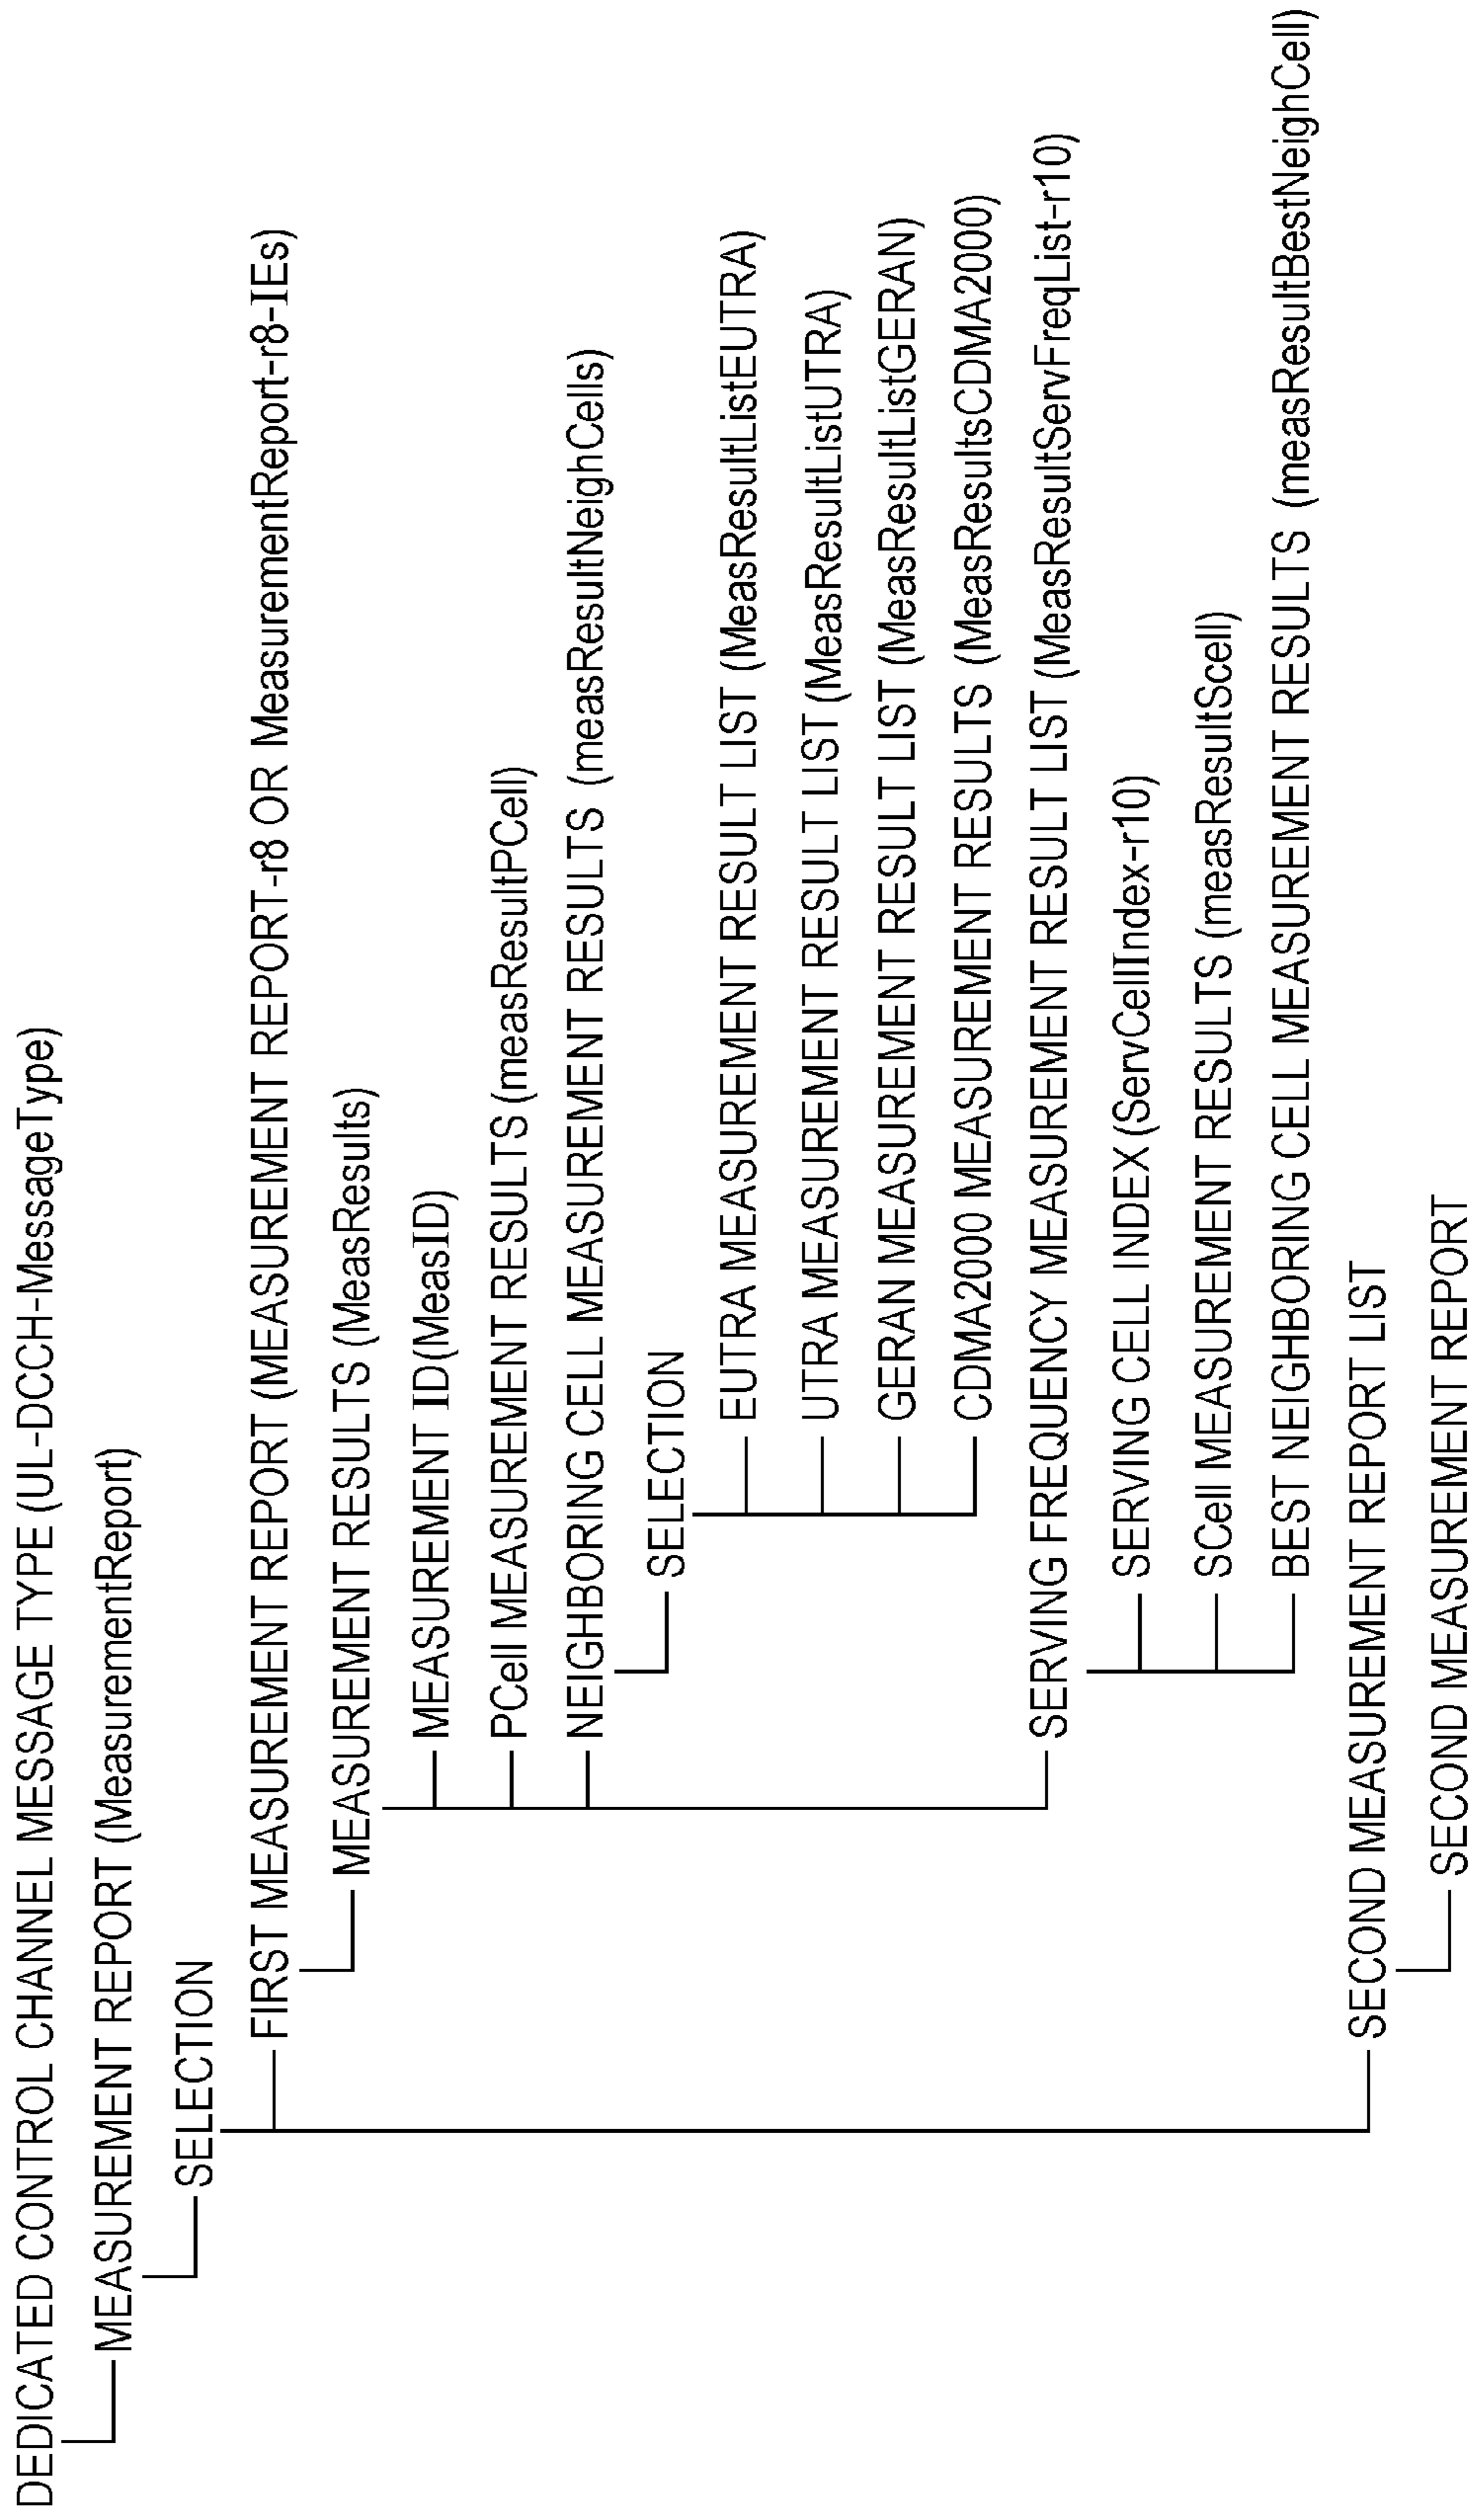 DEDICATED CONTROL CHANNEL MESSAGE TYPE (UL-DCCH-MessageType)
MEASUREMENT REPORT (MeasurementReport)
SELECTION
FIRST MEASUREMENT REPORT (MEASUREMENT REPORT-r8 OR MeasurementReport-r8-IEs)
MEASUREMENT RESULTS (MeasResults)
MEASUREMENT ID(MeasID)
PCell MEASUREMENT RESULTS (measResultPCell)
NEIGHBORING CELL MEASUREMENT RESULTS (measResultNeighCells)
SELECTION
EUTRA MEASUREMENT RESULT LIST (MeasResultListEUTRA)
UTRA MEASUREMENT RESULT LIST (MeasResultListUTRA)
GERAN MEASUREMENT RESULT LIST (MeasResultListGERAN)
CDMA2000 MEASUREMENT RESULTS (MeasResultsCDMA2000)
SERVING FREQUENCY MEASUREMENT RESULT LIST (MeasResultServFreqList-r10)
SERVING CELL INDEX (ServCellIndex-r10)
SCell MEASUREMENT RESULTS (measResultScell)
BEST NEIGHBORING CELL MEASUREMENT RESULTS (measResultBestNeighCell)
SECOND MEASUREMENT REPORT LIST
SECOND MEASUREMENT REPORT